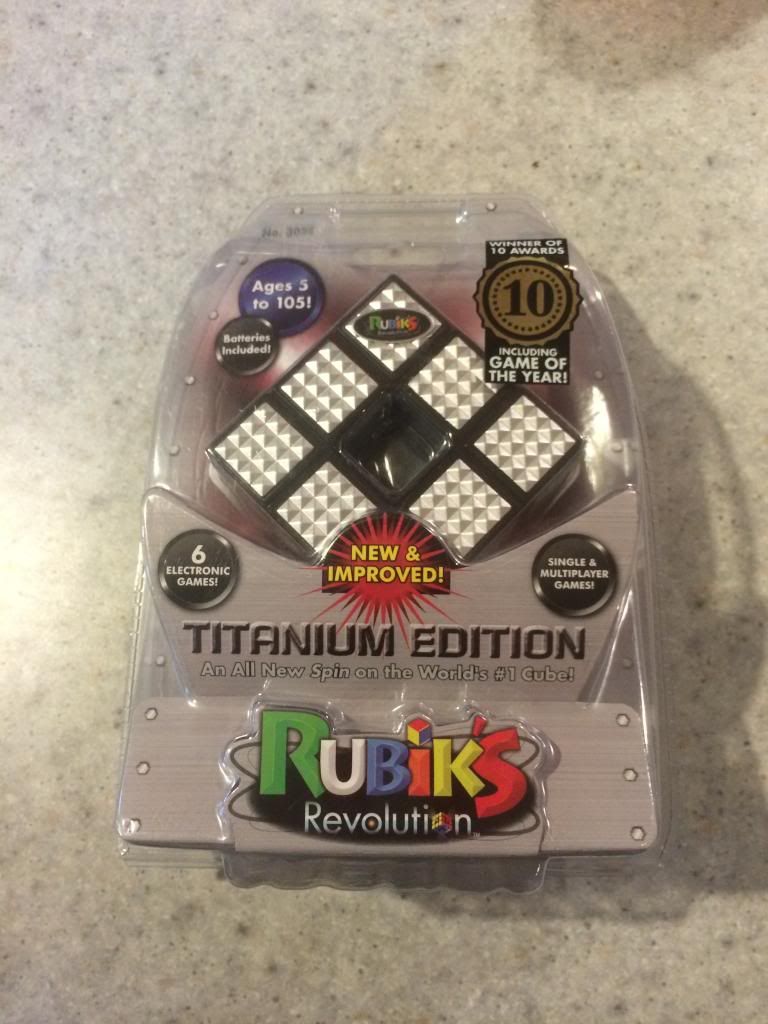 No. 3055
WINNER OF
10 AWARDS
10
INCLUDING
GAME OF
THE YEAR!
Ages 5
to 105!
Batteries
Included!
RUBIK'S
Revolution
6
ELECTRONIC
GAMES!
NEW &
IMPROVED!
SINGLE &
MULTIPLAYER
GAMES!
TITANIUM EDITION
An All New Spin on the World's #1 Cube!
RUBIK'S
Revolution™